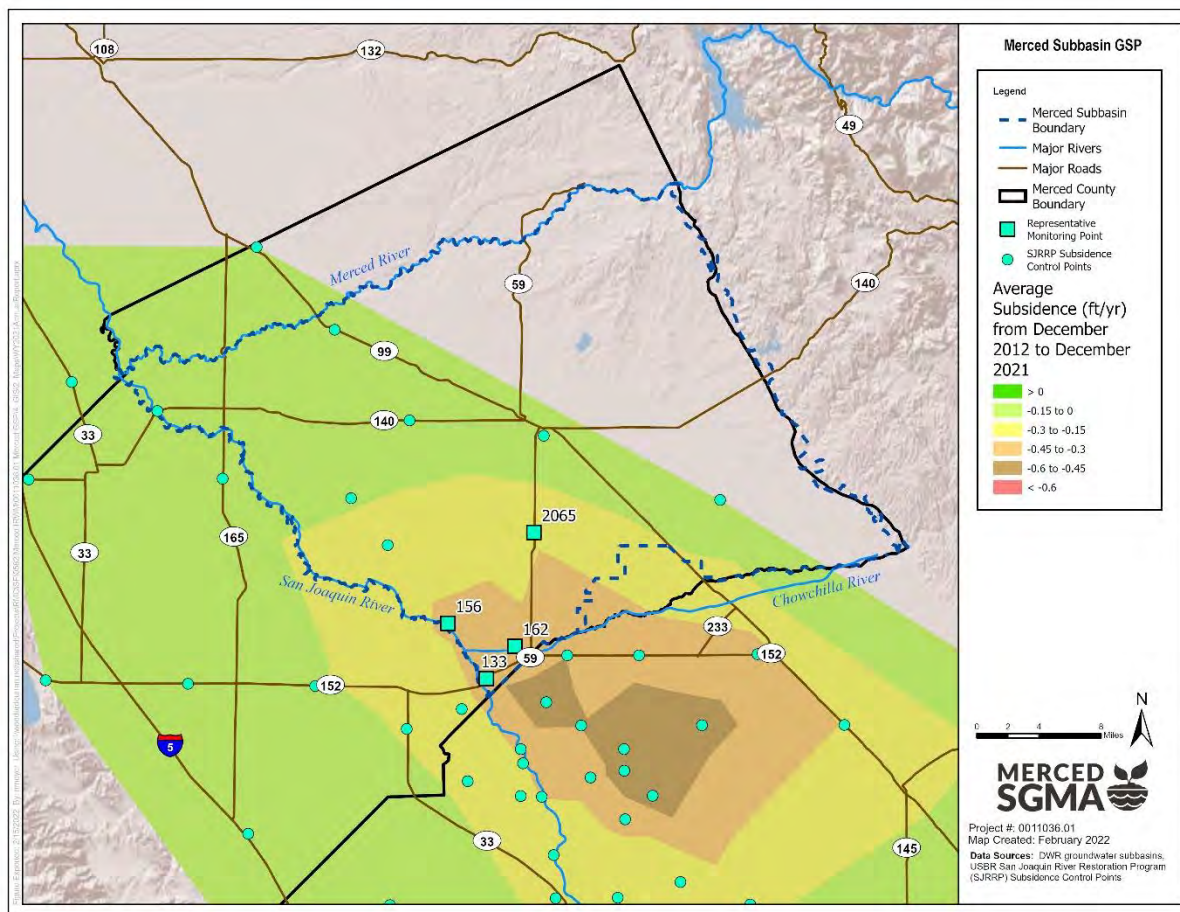 Merced Subbasin GSP
Legend
Merced Subbasin
Boundary
Major Rivers
Major Roads
Merced County
Boundary
Representative
Monitoring Point
SJRRP Subsidence
Control Points
Average
Subsidence (ft/yr)
from December
2012 to December
2021
> 0
-0.15 to 0
-0.3 to -0.15
-0.45 to -0.3
-0.6 to -0.45
< -0.6
108
132
49
Merced River
59
140
99
140
33
2065
165
33
San Joaquin River
156
Chowchilla River
162
233
59
133
152
152
5
33
145
N
0 2 4 8
Miles
MERCED
SGMA
Project #: 0011036.01
Map Created: February 2022
Data Sources: DWR groundwater subbasins,
USBR San Joaquin River Restoration Program
(SJRRP) Subsidence Control Points